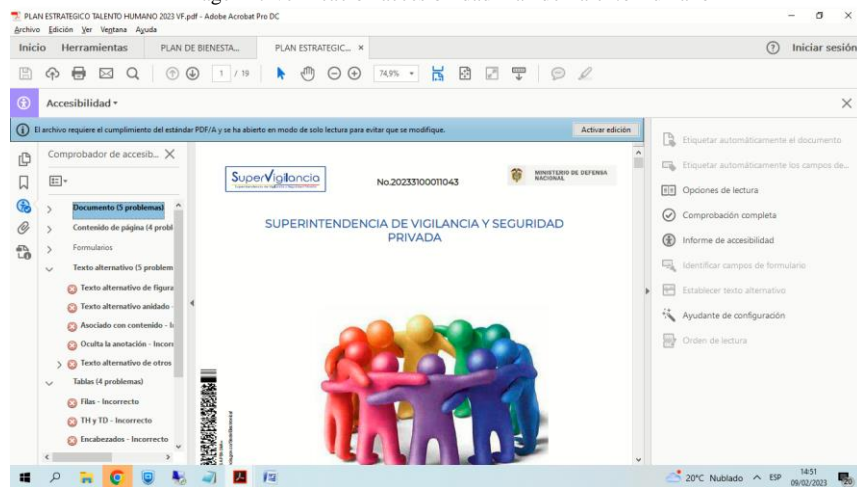 PLAN ESTRATEGICO TALENTO HUMANO 2023 VF.pdf - Adobe Acrobat Pro DC
Archivo Edición Ver Ventana Ayuda
Inicio Herramientas PLAN DE BIENESTA... PLAN ESTRATEGIC... × Iniciar sesión
1 / 19 74,9%
Accesibilidad
El archivo requiere el cumplimiento del estándar PDF/A y se ha abierto en modo de solo lectura para evitar que se modifique. Activar edición
Comprobador de accesib...
Documento (5 problemas)
Contenido de página (4 probl
Formularios
Texto alternativo (5 problem
Texto alternativo de figura
Texto alternativo anidado -
Asociado con contenido - In
Oculta la anotación - Incorr
Texto alternativo de otros
Tablas (4 problemas)
Filas - Incorrecto
TH y TD - Incorrecto
Encabezados - Incorrecto
SuperVigilancia
No.20233100011043
MINISTERIO DE DEFENSA
NACIONAL
SUPERINTENDENCIA DE VIGILANCIA Y SEGURIDAD
PRIVADA
Etiquetar automáticamente el documento
Etiquetar automáticamente los campos de...
Opciones de lectura
Comprobación completa
Informe de accesibilidad
Identificar campos de formulario
Establecer texto alternativo
Ayudante de configuración
Orden de lectura
20°C Nublado ESP 14:51
09/02/2023